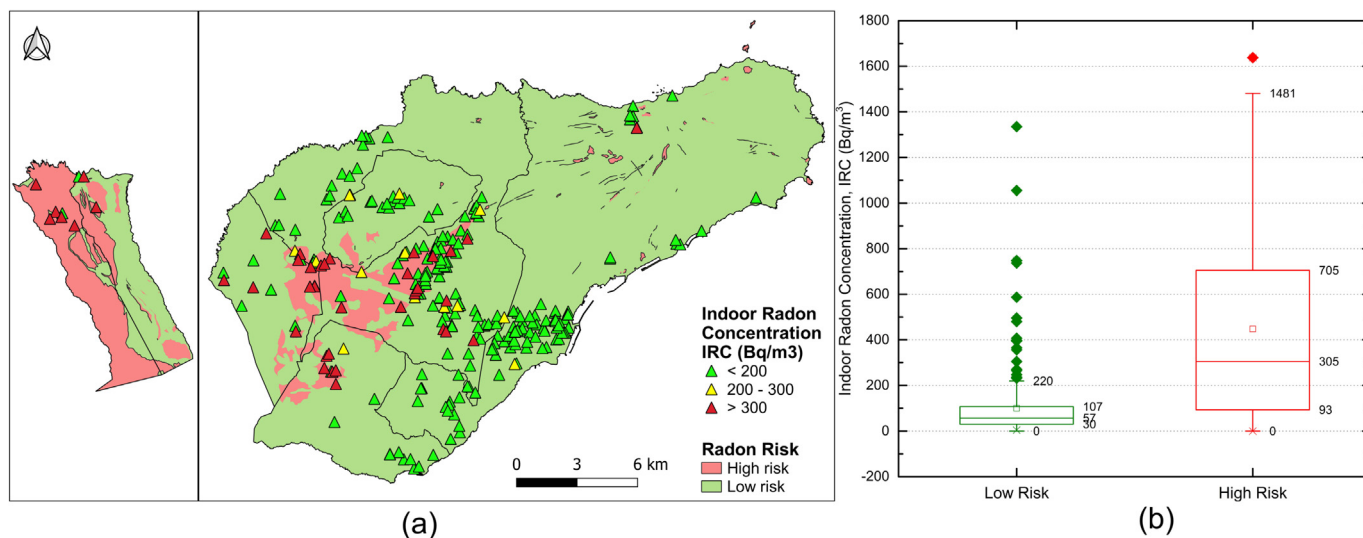 Indoor Radon
Concentration
IRC (Bq/m3)
< 200
200 - 300
> 300
Radon Risk
High risk
Low risk
0 3 6 km
(a)
Indoor Radon Concentration, IRC (Bq/m³)
1800
1600
1400
1200
1000
800
600
400
200
0
-200
220
107
57
30
0
1481
705
305
93
0
Low Risk
High Risk
(b)